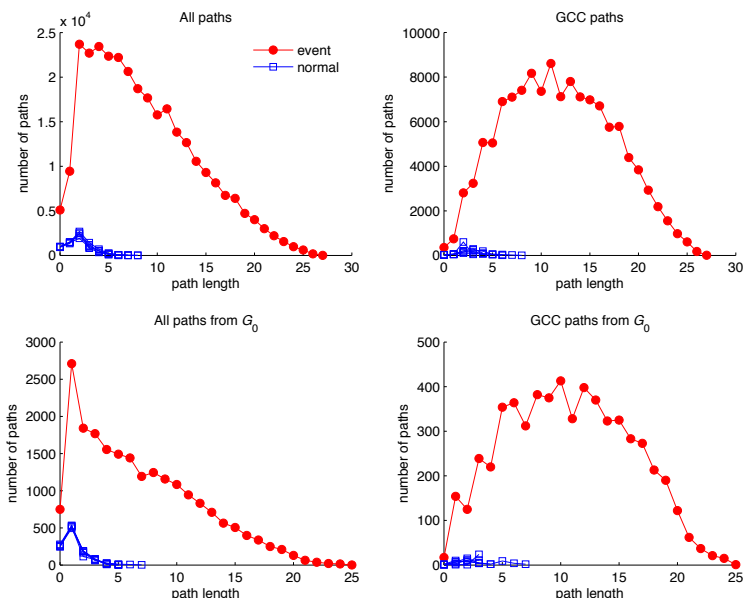 All paths
x 10⁴
2.5
2
1.5
1
0.5
0
number of paths
0 5 10 15 20 25 30
path length
event
normal
GCC paths
10000
8000
6000
4000
2000
0
number of paths
0 5 10 15 20 25 30
path length
All paths from G₀
3000
2500
2000
1500
1000
500
0
number of paths
0 5 10 15 20 25
path length
GCC paths from G₀
500
400
300
200
100
0
number of paths
0 5 10 15 20 25
path length